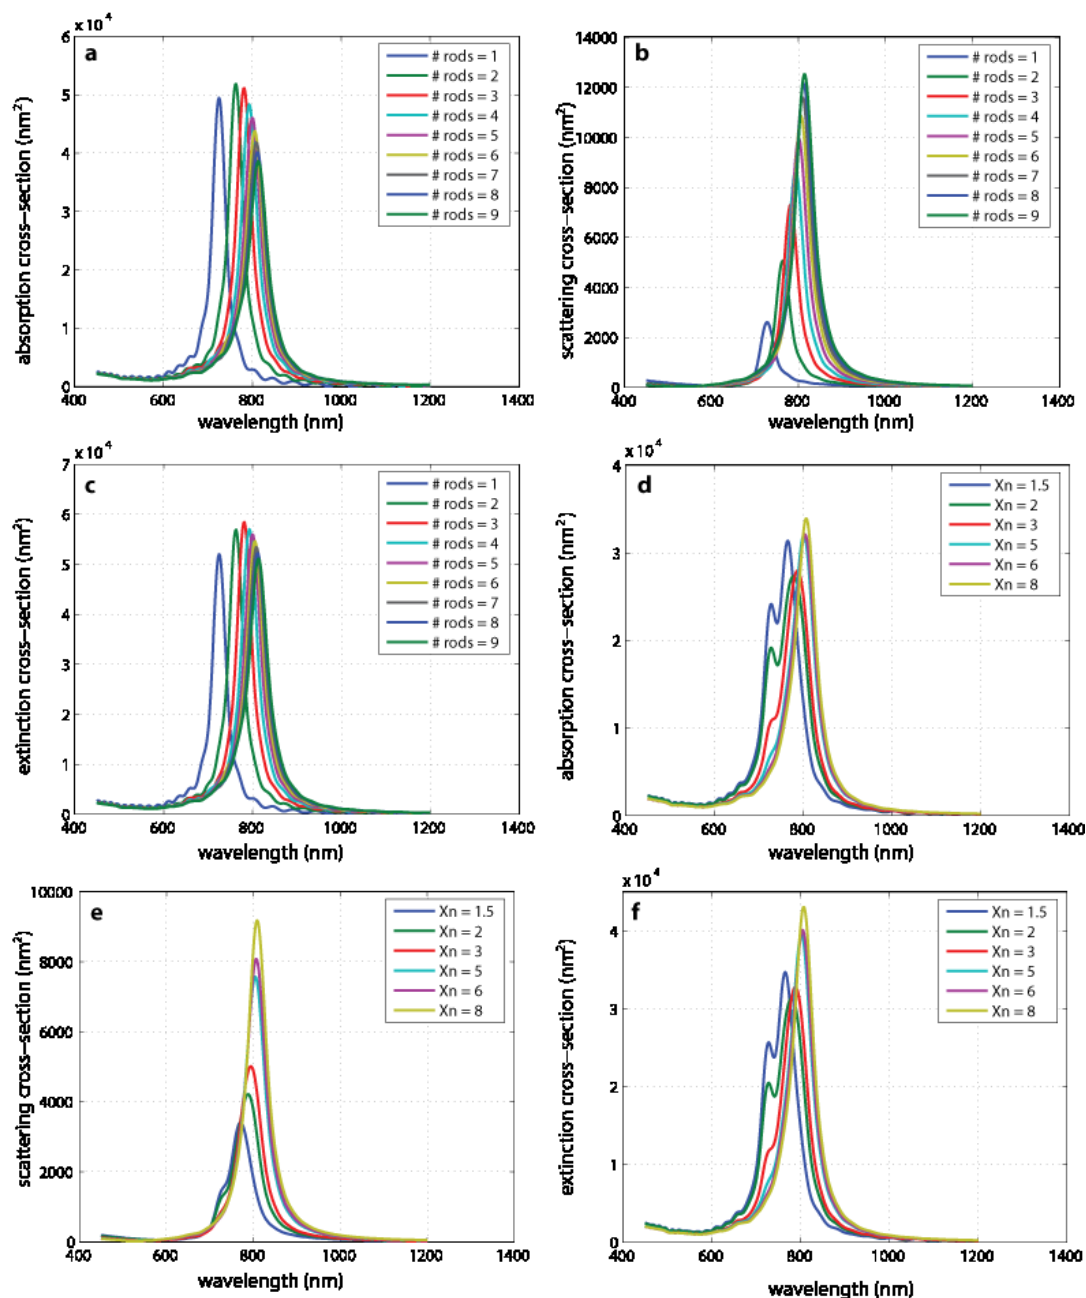 x 10⁴
a
6
5
4
3
2
1
0
400 600 800 1000 1200 1400
wavelength (nm)
absorption cross−section (nm²)
# rods = 1
# rods = 2
# rods = 3
# rods = 4
# rods = 5
# rods = 6
# rods = 7
# rods = 8
# rods = 9
b
14000
12000
10000
8000
6000
4000
2000
0
400 600 800 1000 1200 1400
wavelength (nm)
scattering cross−section (nm²)
# rods = 1
# rods = 2
# rods = 3
# rods = 4
# rods = 5
# rods = 6
# rods = 7
# rods = 8
# rods = 9
x 10⁴
c
7
6
5
4
3
2
1
0
400 600 800 1000 1200 1400
wavelength (nm)
extinction cross−section (nm²)
# rods = 1
# rods = 2
# rods = 3
# rods = 4
# rods = 5
# rods = 6
# rods = 7
# rods = 8
# rods = 9
x 10⁴
d
4
3
2
1
0
400 600 800 1000 1200 1400
wavelength (nm)
absorption cross−section (nm²)
Xn = 1.5
Xn = 2
Xn = 3
Xn = 5
Xn = 6
Xn = 8
e
10000
8000
6000
4000
2000
0
400 600 800 1000 1200 1400
wavelength (nm)
scattering cross−section (nm²)
Xn = 1.5
Xn = 2
Xn = 3
Xn = 5
Xn = 6
Xn = 8
x 10⁴
f
4
3
2
1
0
400 600 800 1000 1200 1400
wavelength (nm)
extinction cross−section (nm²)
Xn = 1.5
Xn = 2
Xn = 3
Xn = 5
Xn = 6
Xn = 8